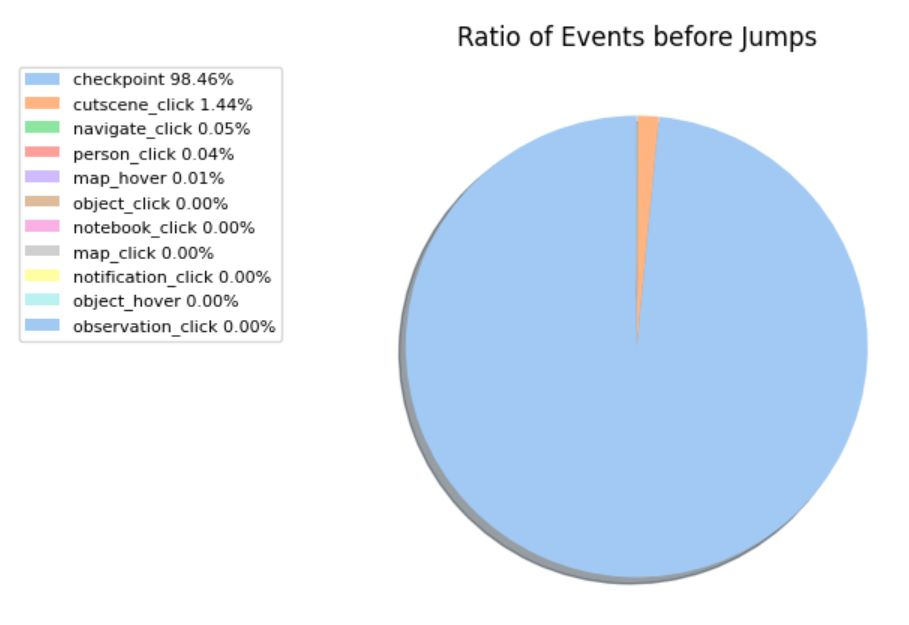 Ratio of Events before Jumps
checkpoint 98.46%
cutscene_click 1.44%
navigate_click 0.05%
person_click 0.04%
map_hover 0.01%
object_click 0.00%
notebook_click 0.00%
map_click 0.00%
notification_click 0.00%
object_hover 0.00%
observation_click 0.00%